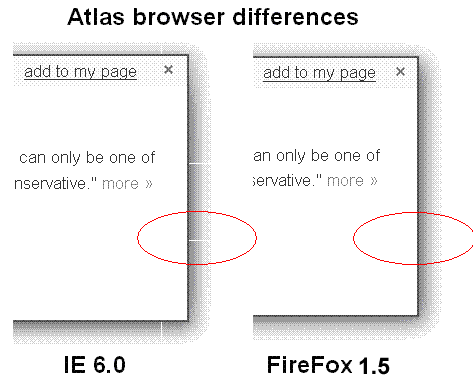 Atlas browser differences
add to my page ×
can only be one of
nservative." more »
add to my page ×
an only be one of
servative." more »
IE 6.0
FireFox 1.5